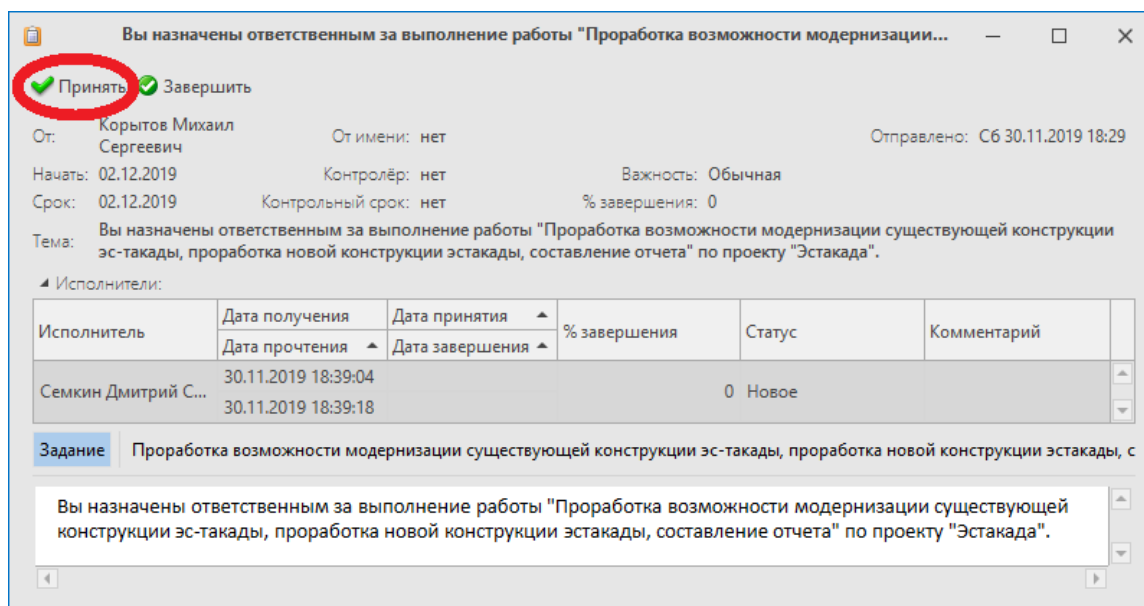 Вы назначены ответственным за выполнение работы "Проработка возможности модернизации...
Принять Завершить
От: Корытов Михаил Сергеевич От имени: нет Отправлено: Сб 30.11.2019 18:29
Начать: 02.12.2019 Контролёр: нет Важность: Обычная
Срок: 02.12.2019 Контрольный срок: нет % завершения: 0
Тема: Вы назначены ответственным за выполнение работы "Проработка возможности модернизации существующей конструкции
эс-такады, проработка новой конструкции эстакады, составление отчета" по проекту "Эстакада".
Исполнители:
Исполнитель Дата получения Дата принятия % завершения Статус Комментарий
Дата прочтения Дата завершения
Семкин Дмитрий С... 30.11.2019 18:39:04 0 Новое
30.11.2019 18:39:18
Задание Проработка возможности модернизации существующей конструкции эс-такады, проработка новой конструкции эстакады, с
Вы назначены ответственным за выполнение работы "Проработка возможности модернизации существующей
конструкции эс-такады, проработка новой конструкции эстакады, составление отчета" по проекту "Эстакада".